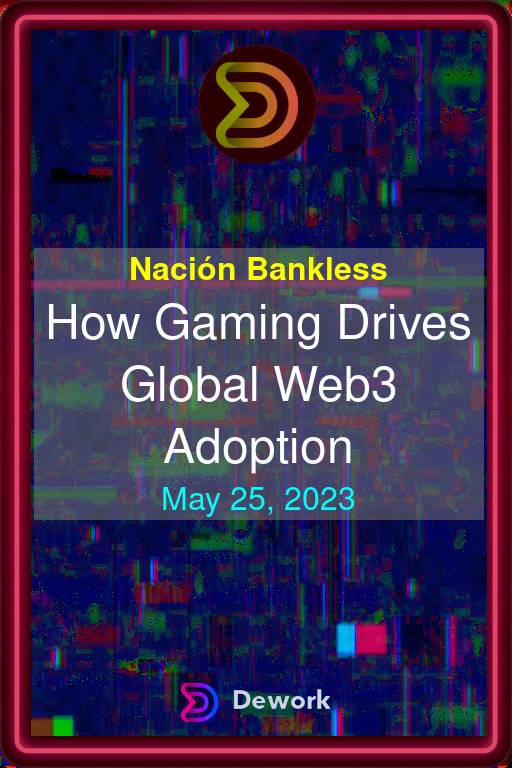 Nación Bankless
How Gaming Drives
Global Web3
Adoption
May 25, 2023
Dework